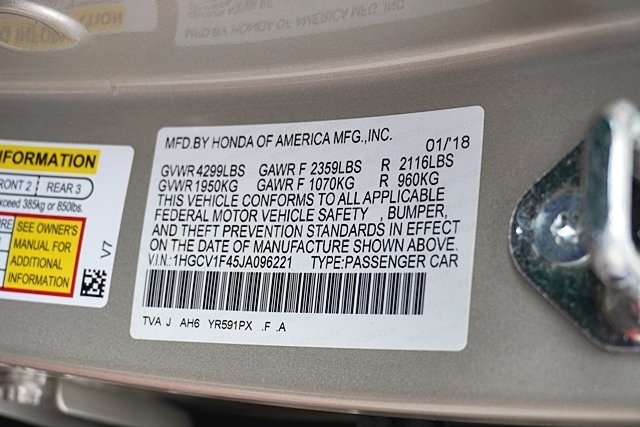 MFD.BY HONDA OF AMERICA MFG.,INC.
01/'18
GVWR 4299LBS GAWR F 2359LBS R 2116LBS
GVWR 1950KG GAWR F 1070KG R 960KG
THIS VEHICLE CONFORMS TO ALL APPLICABLE
FEDERAL MOTOR VEHICLE SAFETY , BUMPER,
AND THEFT PREVENTION STANDARDS IN EFFECT
ON THE DATE OF MANUFACTURE SHOWN ABOVE.
V.I.N.:1HGCV1F45JA096221 TYPE:PASSENGER CAR
TVA J AH6 YR591PX .F .A
NFORMATION
RONT 2 REAR 3
xceed 385kg or 850lbs.
SEE OWNER'S
MANUAL FOR
ADDITIONAL
INFORMATION
V7